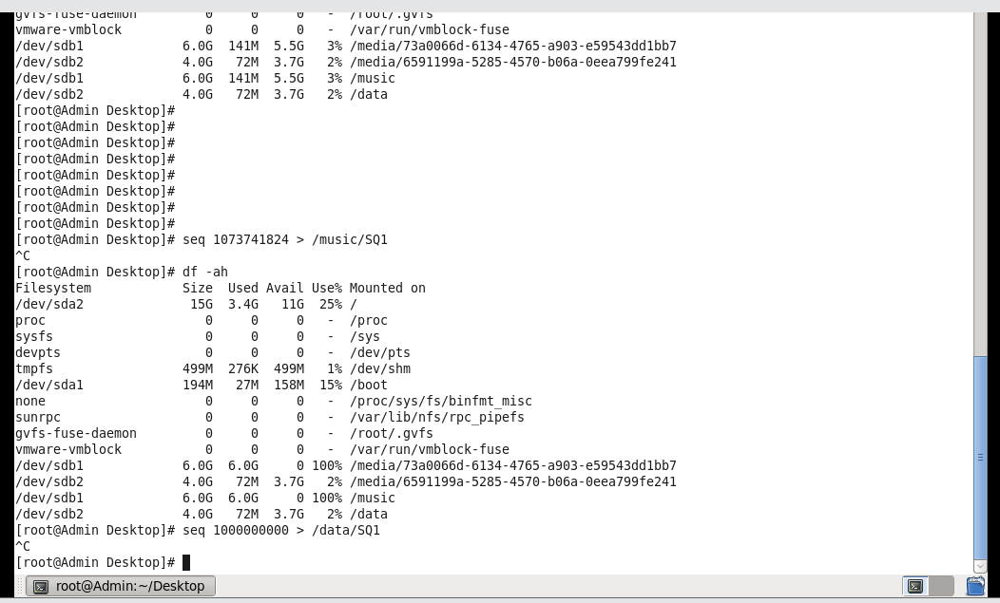 gvfs-fuse-daemon 0 0 0 - /root/.gvfs
vmware-vmblock 0 0 0 - /var/run/vmblock-fuse
/dev/sdb1 6.0G 141M 5.5G 3% /media/73a0066d-6134-4765-a903-e59543dd1bb7
/dev/sdb2 4.0G 72M 3.7G 2% /media/6591199a-5285-4570-b06a-0eea799fe241
/dev/sdb1 6.0G 141M 5.5G 3% /music
/dev/sdb2 4.0G 72M 3.7G 2% /data
[root@Admin Desktop]#
[root@Admin Desktop]#
[root@Admin Desktop]#
[root@Admin Desktop]#
[root@Admin Desktop]#
[root@Admin Desktop]#
[root@Admin Desktop]#
[root@Admin Desktop]#
[root@Admin Desktop]# seq 1073741824 > /music/SQ1
^C
[root@Admin Desktop]# df -ah
Filesystem Size Used Avail Use% Mounted on
/dev/sda2 15G 3.4G 11G 25% /
proc 0 0 0 - /proc
sysfs 0 0 0 - /sys
devpts 0 0 0 - /dev/pts
tmpfs 499M 276K 499M 1% /dev/shm
/dev/sda1 194M 27M 158M 15% /boot
none 0 0 0 - /proc/sys/fs/binfmt_misc
sunrpc 0 0 0 - /var/lib/nfs/rpc_pipefs
gvfs-fuse-daemon 0 0 0 - /root/.gvfs
vmware-vmblock 0 0 0 - /var/run/vmblock-fuse
/dev/sdb1 6.0G 6.0G 0 100% /media/73a0066d-6134-4765-a903-e59543dd1bb7
/dev/sdb2 4.0G 72M 3.7G 2% /media/6591199a-5285-4570-b06a-0eea799fe241
/dev/sdb1 6.0G 6.0G 0 100% /music
/dev/sdb2 4.0G 72M 3.7G 2% /data
[root@Admin Desktop]# seq 1000000000 > /data/SQ1
^C
[root@Admin Desktop]#
root@Admin:~/Desktop